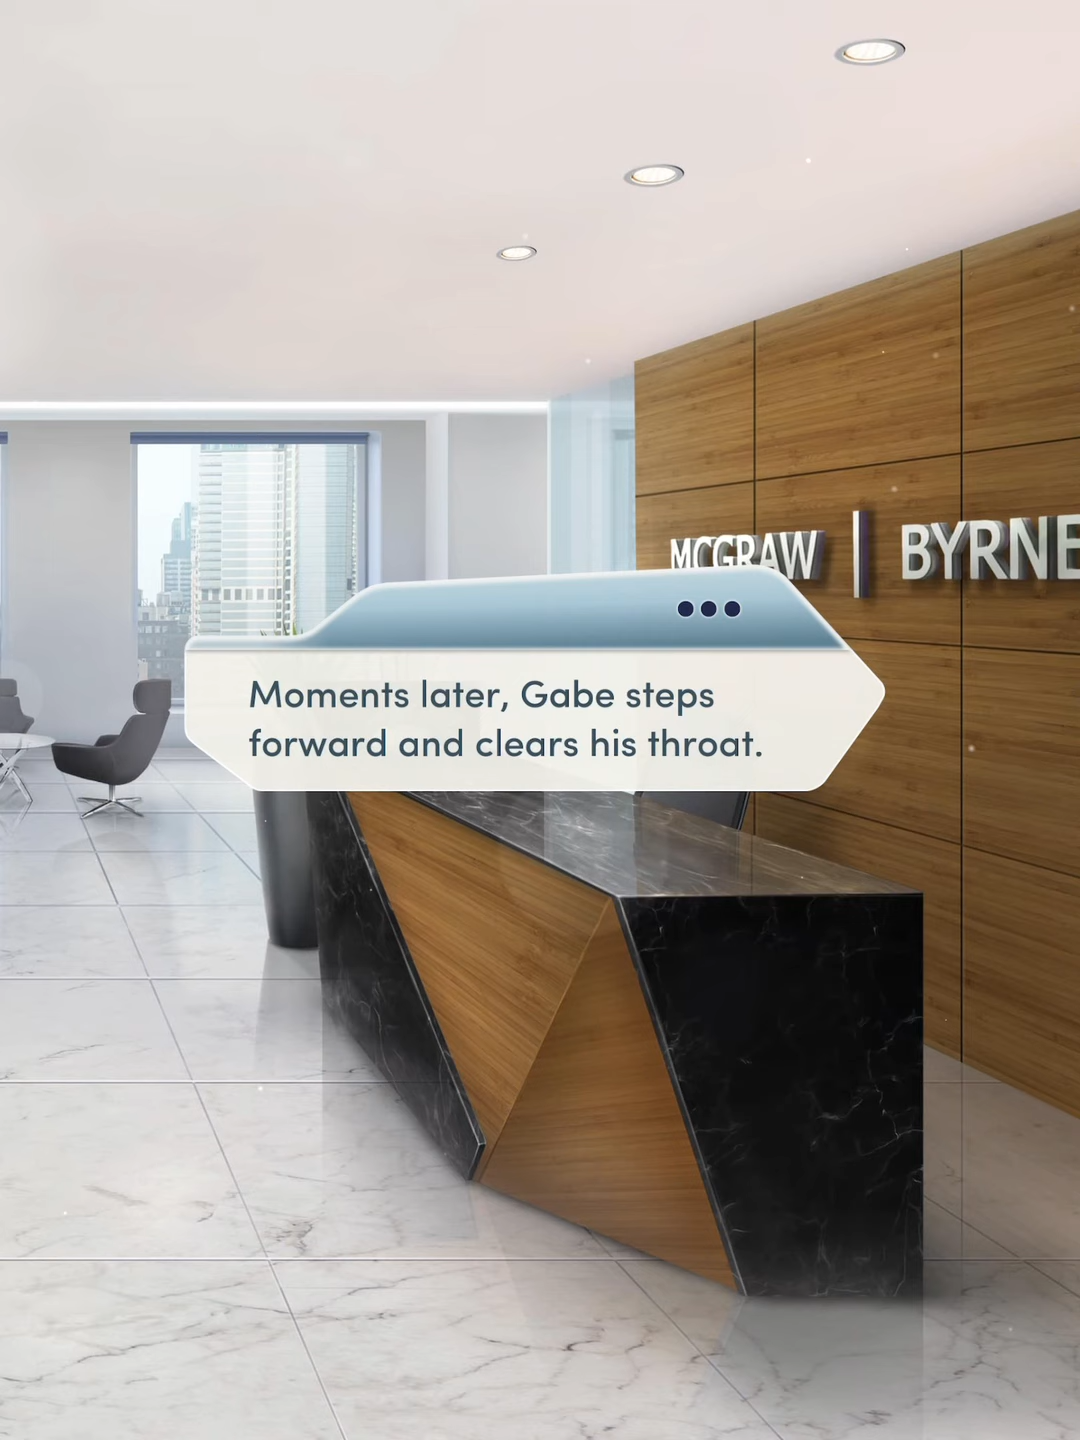 MCGRAW | BYRNE
Moments later, Gabe steps
forward and clears his throat.